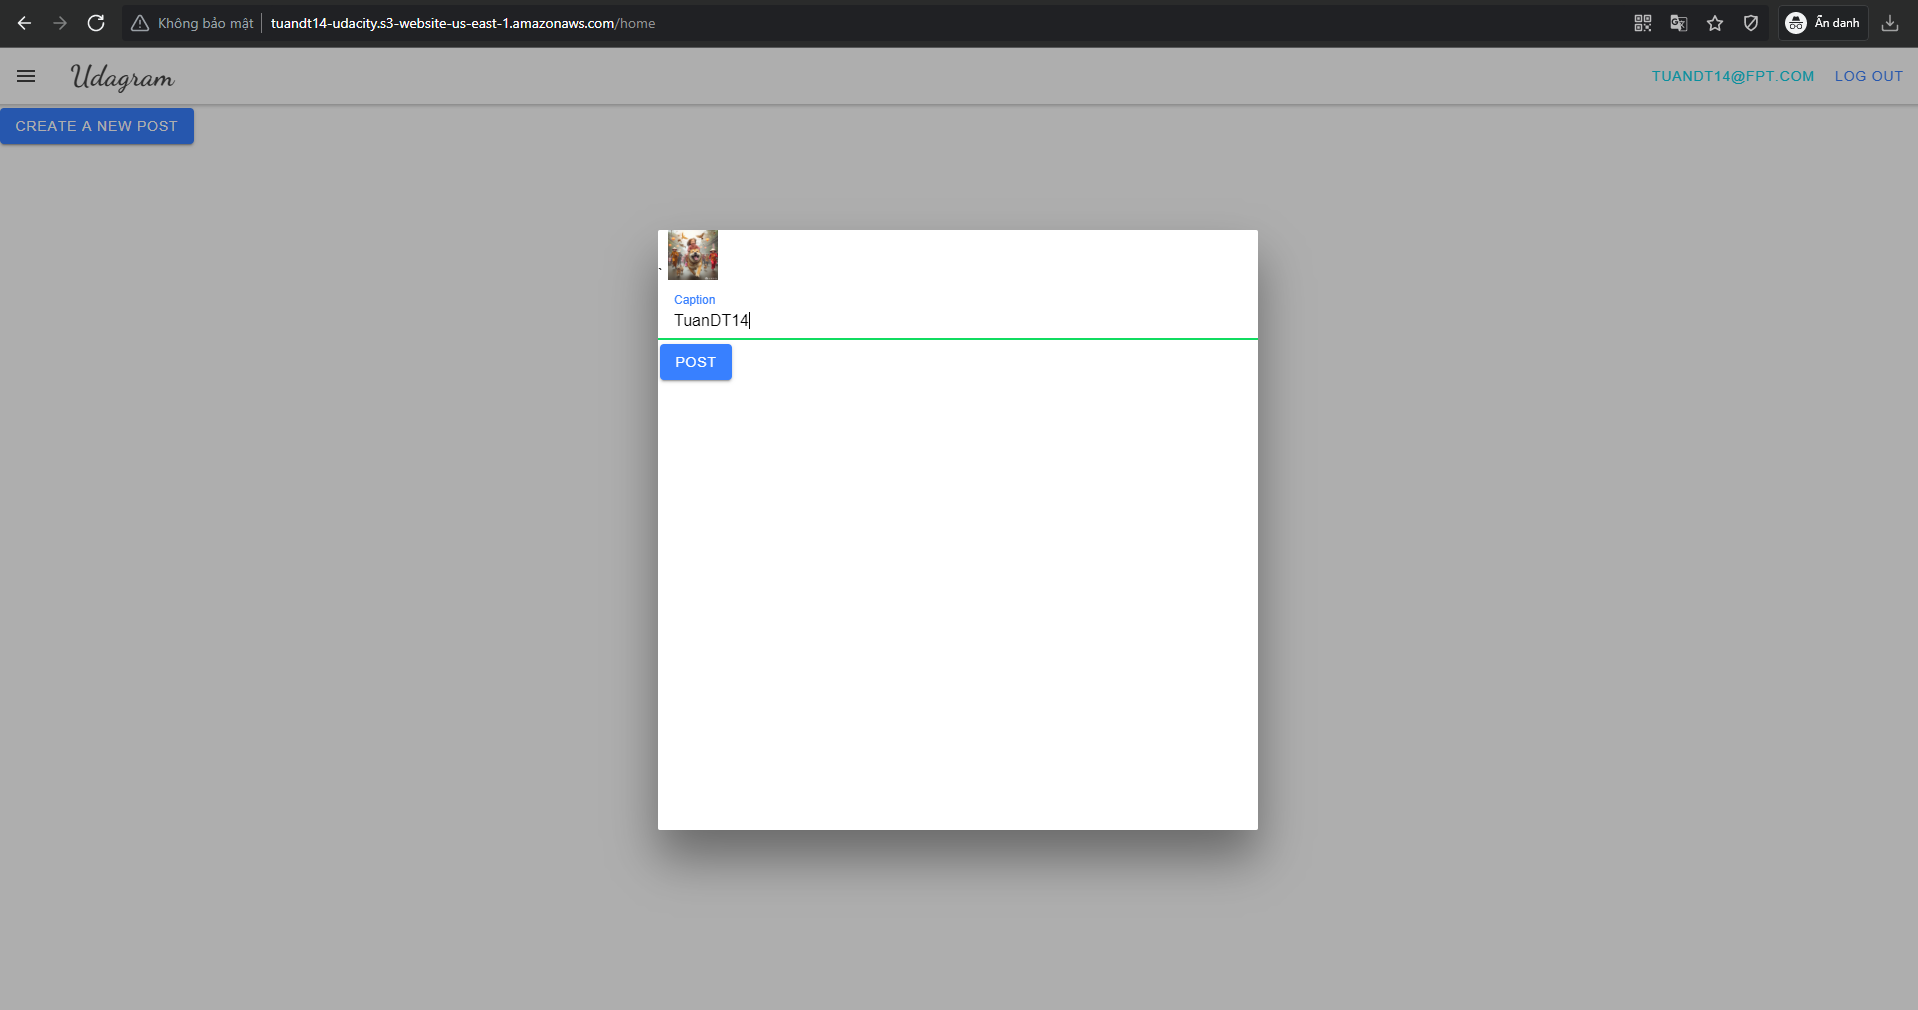 Không bảo mật
tuandt14-udacity.s3-website-us-east-1.amazonaws.com/home
Ẩn danh
Udagram
TUANDT14@FPT.COM
LOG OUT
CREATE A NEW POST
Caption
TuanDT14
POST